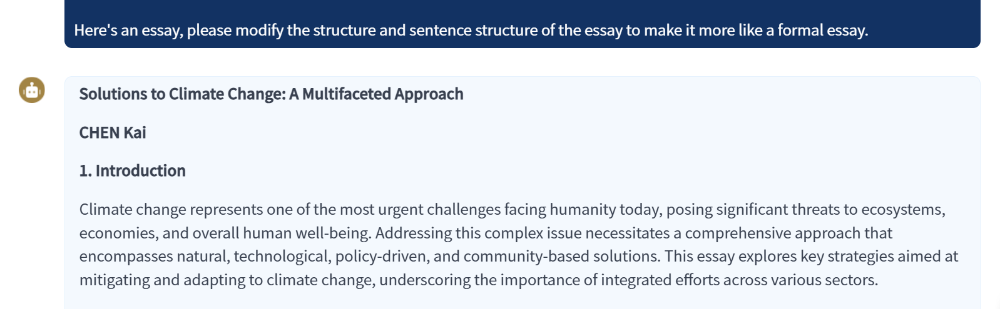 Here's an essay, please modify the structure and sentence structure of the essay to make it more like a formal essay.
Solutions to Climate Change: A Multifaceted Approach
CHEN Kai
1. Introduction
Climate change represents one of the most urgent challenges facing humanity today, posing significant threats to ecosystems,
economies, and overall human well-being. Addressing this complex issue necessitates a comprehensive approach that
encompasses natural, technological, policy-driven, and community-based solutions. This essay explores key strategies aimed at
mitigating and adapting to climate change, underscoring the importance of integrated efforts across various sectors.